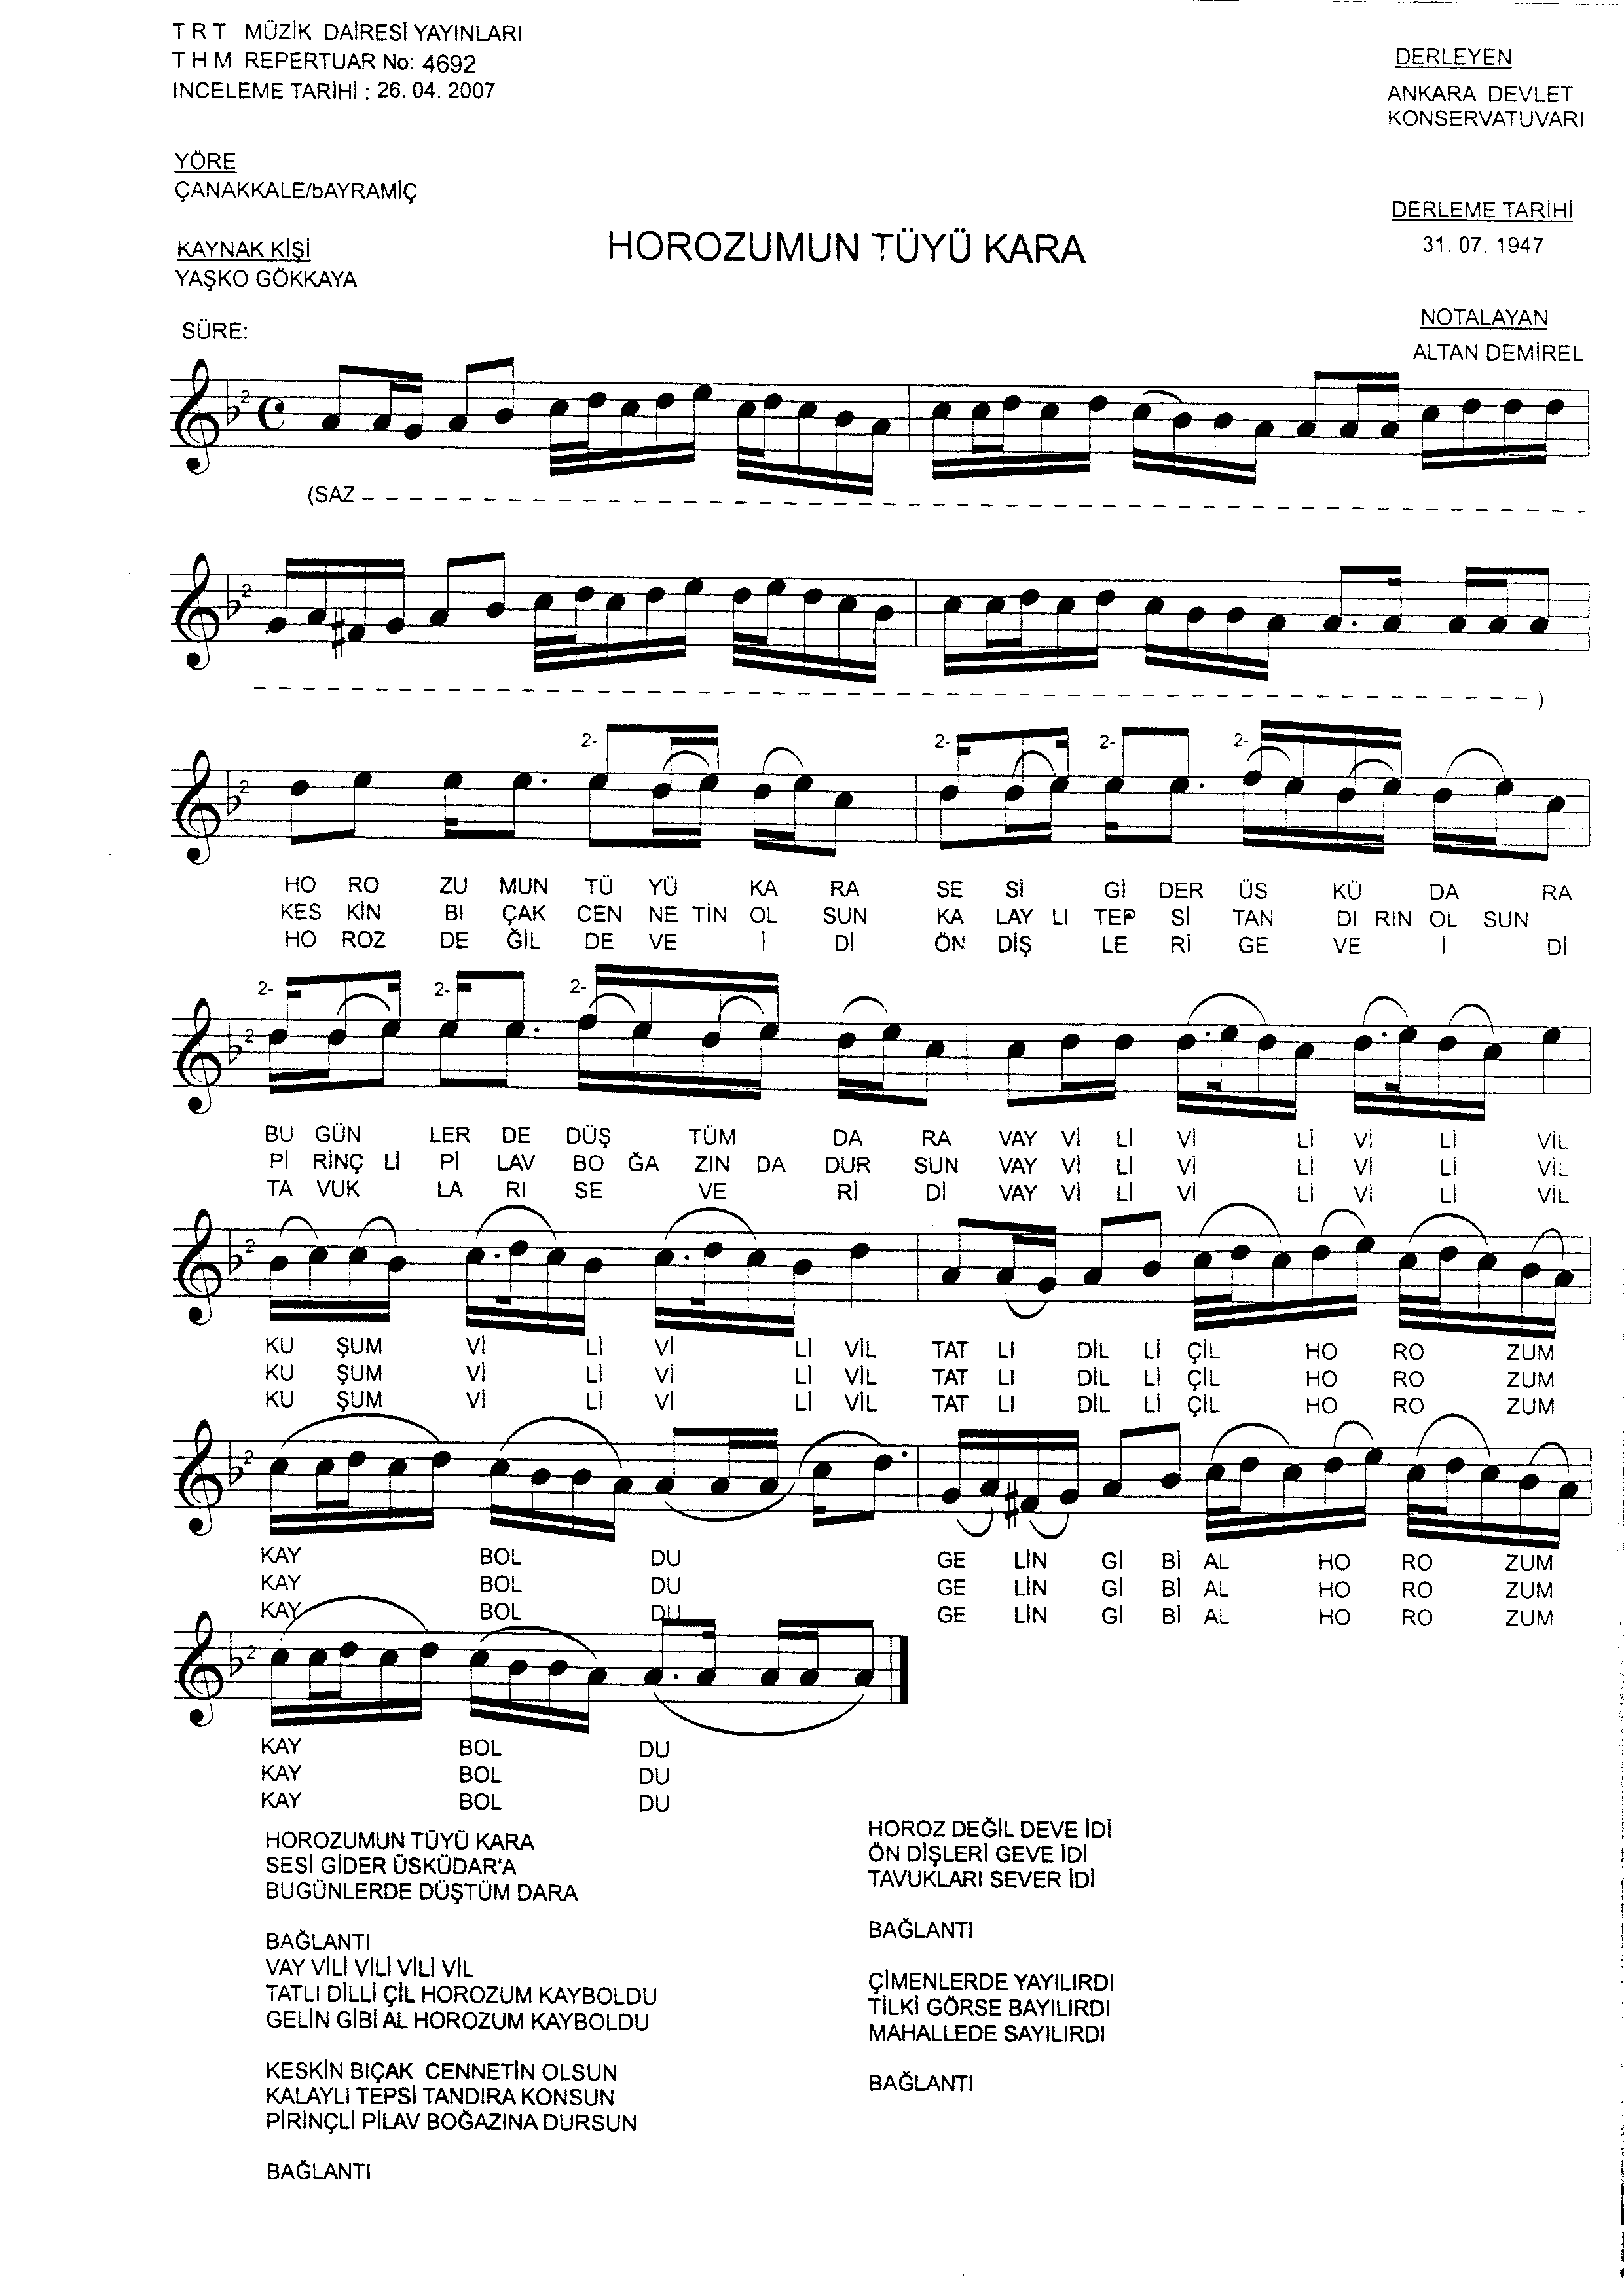 T R T MÜZİK DAİRESİ YAYINLARI
T H M REPERTUAR No: 4692
INCELEME TARİHİ : 26. 04. 2007
DERLEYEN
ANKARA DEVLET
KONSERVATUVARI
YÖRE
ÇANAKKALE/bAYRAMİÇ
DERLEME TARİHİ
31. 07. 1947
KAYNAK KİŞİ
YAŞKO GÖKKAYA
HOROZUMUN TÜYÜ KARA
SÜRE:
NOTALAYAN
ALTAN DEMİREL
2
(SAZ - - - - - - - - - - - - - - - - - - - -
2
- - - - - - - - - - - - - - - - - - - - )
2 2- 2- 2- 2-
HO RO ZU MUN TÜ YÜ KA RA SE Sİ Gİ DER ÜS KÜ DA RA
KES KİN BI ÇAK CEN NE TİN OL SUN KA LAY LI TEP Sİ TAN DI RIN OL SUN
HO ROZ DE ĞİL DE VE İ Dİ ÖN DİŞ LE Rİ GE VE İ Dİ
2 2- 2- 2-
BU GÜN LER DE DÜŞ TÜM DA RA VAY Vİ Lİ Vİ Lİ Vİ Lİ VİL
Pİ RİNÇ Lİ Pİ LAV BO ĞA ZIN DA DUR SUN VAY Vİ Lİ Vİ Lİ Vİ Lİ VİL
TA VUK LA RI SE VE Rİ Dİ VAY Vİ Lİ Vİ Lİ Vİ Lİ VİL
2
KU ŞUM Vİ Lİ Vİ Lİ VİL TAT LI DİL Lİ ÇİL HO RO ZUM
KU ŞUM Vİ Lİ Vİ Lİ VİL TAT LI DİL Lİ ÇİL HO RO ZUM
KU ŞUM Vİ Lİ Vİ Lİ VİL TAT LI DİL Lİ ÇİL HO RO ZUM
2
KAY BOL DU GE LİN Gİ Bİ AL HO RO ZUM
KAY BOL DU GE LİN Gİ Bİ AL HO RO ZUM
KAY BOL DU GE LİN Gİ Bİ AL HO RO ZUM
2
KAY BOL DU
KAY BOL DU
KAY BOL DU
HOROZUMUN TÜYÜ KARA
SESİ GİDER ÜSKÜDAR'A
BUGÜNLERDE DÜŞTÜM DARA
BAĞLANTI
VAY VİLİ VİLİ VİLİ VİL
TATLI DİLLİ ÇİL HOROZUM KAYBOLDU
GELİN GİBİ AL HOROZUM KAYBOLDU
KESKİN BIÇAK CENNETİN OLSUN
KALAYLI TEPSİ TANDIRA KONSUN
PİRİNÇLİ PİLAV BOĞAZINA DURSUN
BAĞLANTI
HOROZ DEĞİL DEVE İDİ
ÖN DİŞLERİ GEVE İDİ
TAVUKLARI SEVER İDİ
BAĞLANTI
ÇİMENLERDE YAYILIRDI
TİLKİ GÖRSE BAYILIRDI
MAHALLEDE SAYILIRDI
BAĞLANTI